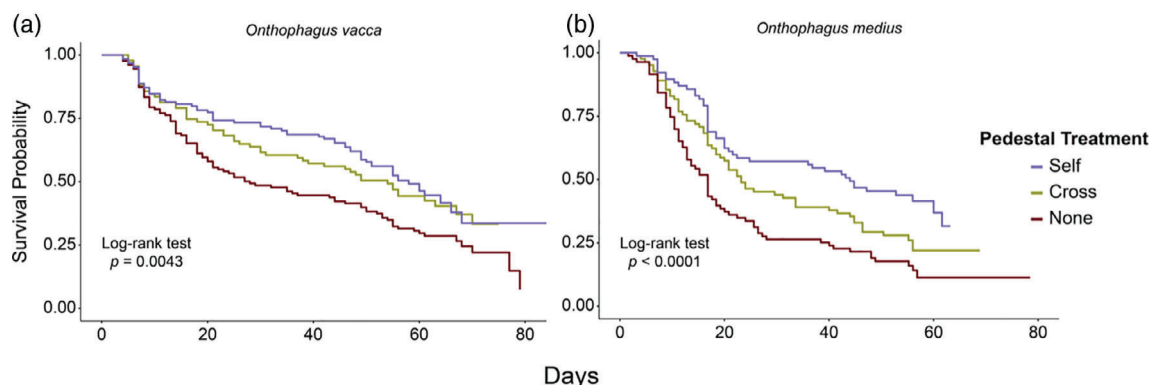 (a)
Onthophagus vacca
Survival Probability
1.00
0.75
0.50
0.25
0.00
Log-rank test
p = 0.0043
0 20 40 60 80
(b)
Onthophagus medius
1.00
0.75
0.50
0.25
0.00
Log-rank test
p < 0.0001
0 20 40 60 80
Days
Pedestal Treatment
Self
Cross
None